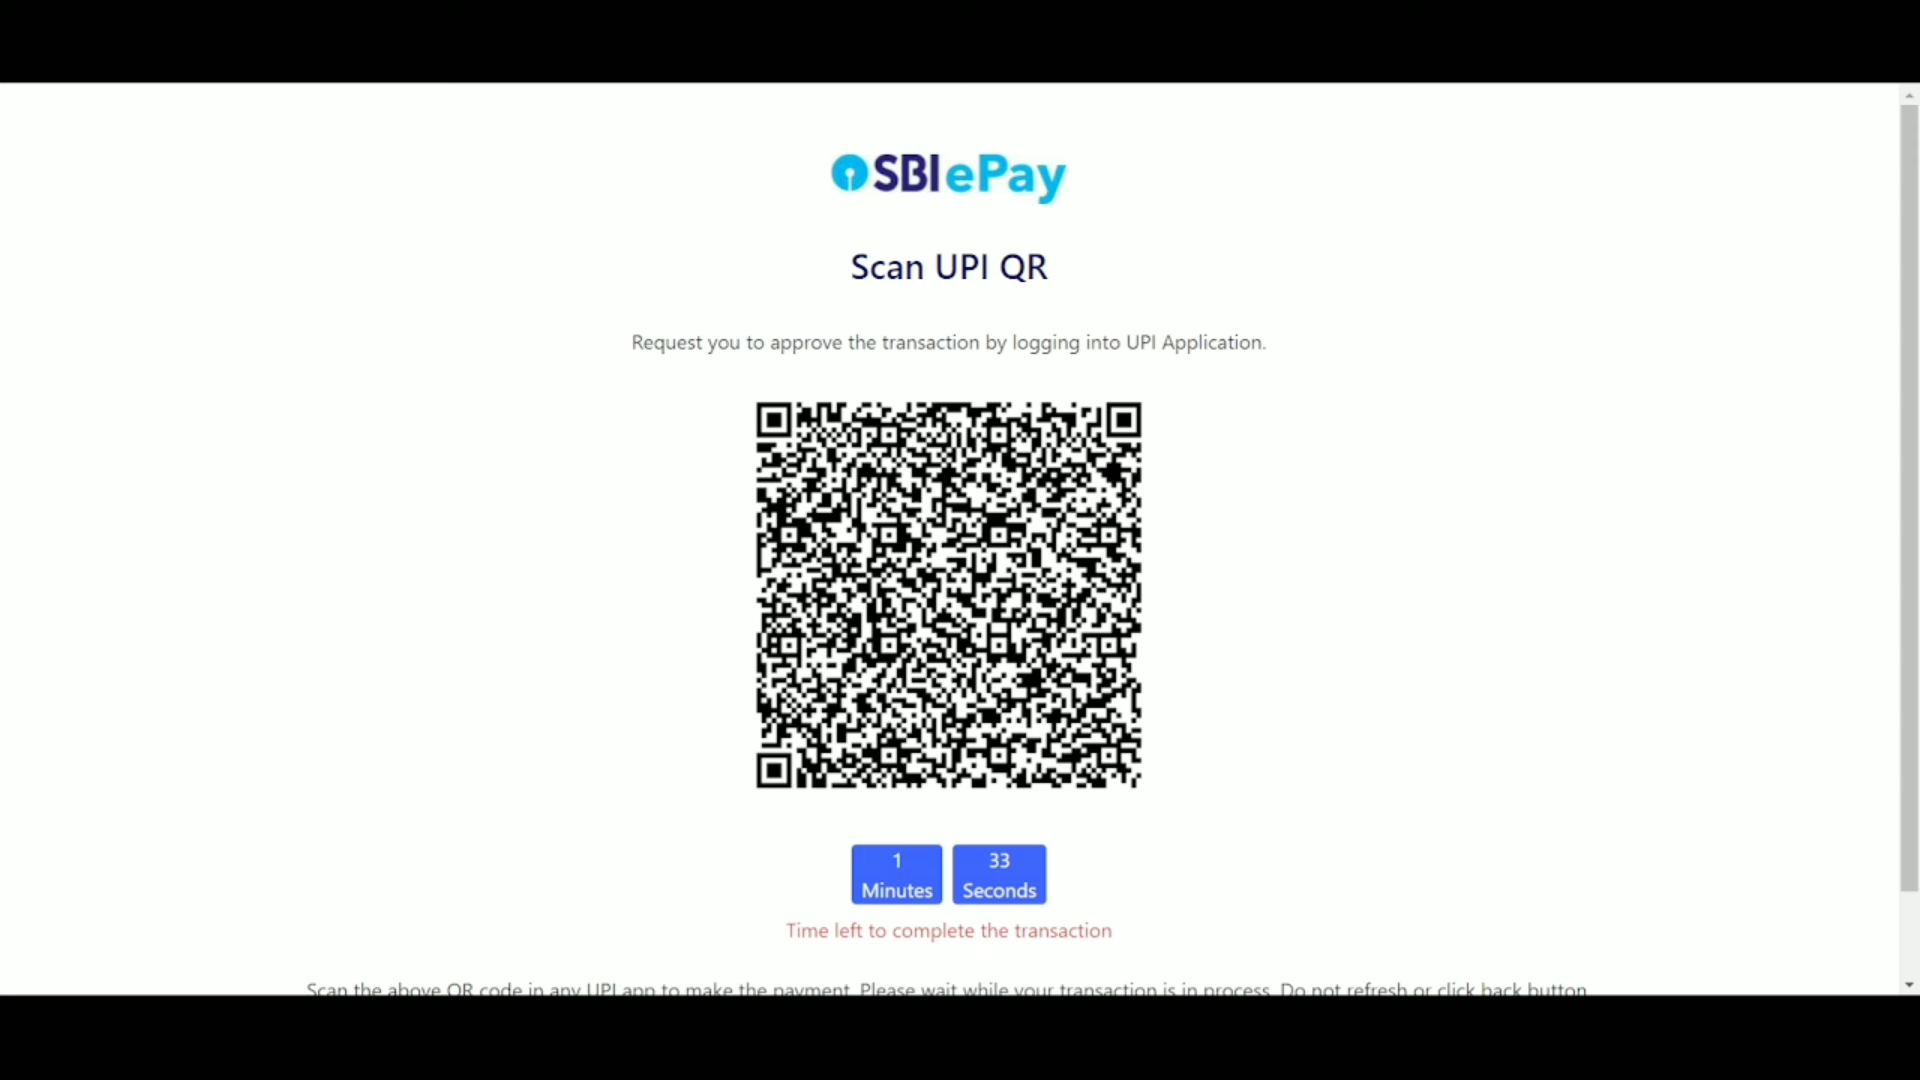 SBI ePay
Scan UPI QR
Request you to approve the transaction by logging into UPI Application.
1
Minutes
33
Seconds
Time left to complete the transaction
Scan the above QR code in any UPI app to make the payment. Please wait while your transaction is in process. Do not refresh or click back button